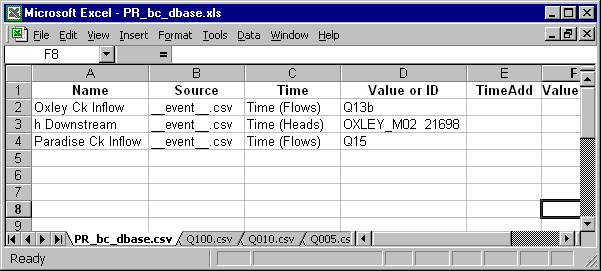 Microsoft Excel - PR_bc_dbase.xls
File Edit View Insert Format Tools Data Window Help
F8 =
A B C D E F
1 Name Source Time Value or ID TimeAdd Value
2 Oxley Ck Inflow __event__.csv Time (Flows) Q13b
3 h Downstream __event__.csv Time (Heads) OXLEY_M02 21698
4 Paradise Ck Inflow __event__.csv Time (Flows) Q15
5
6
7
8
9
PR_bc_dbase.csv Q100.csv Q010.csv Q005.cs
Ready